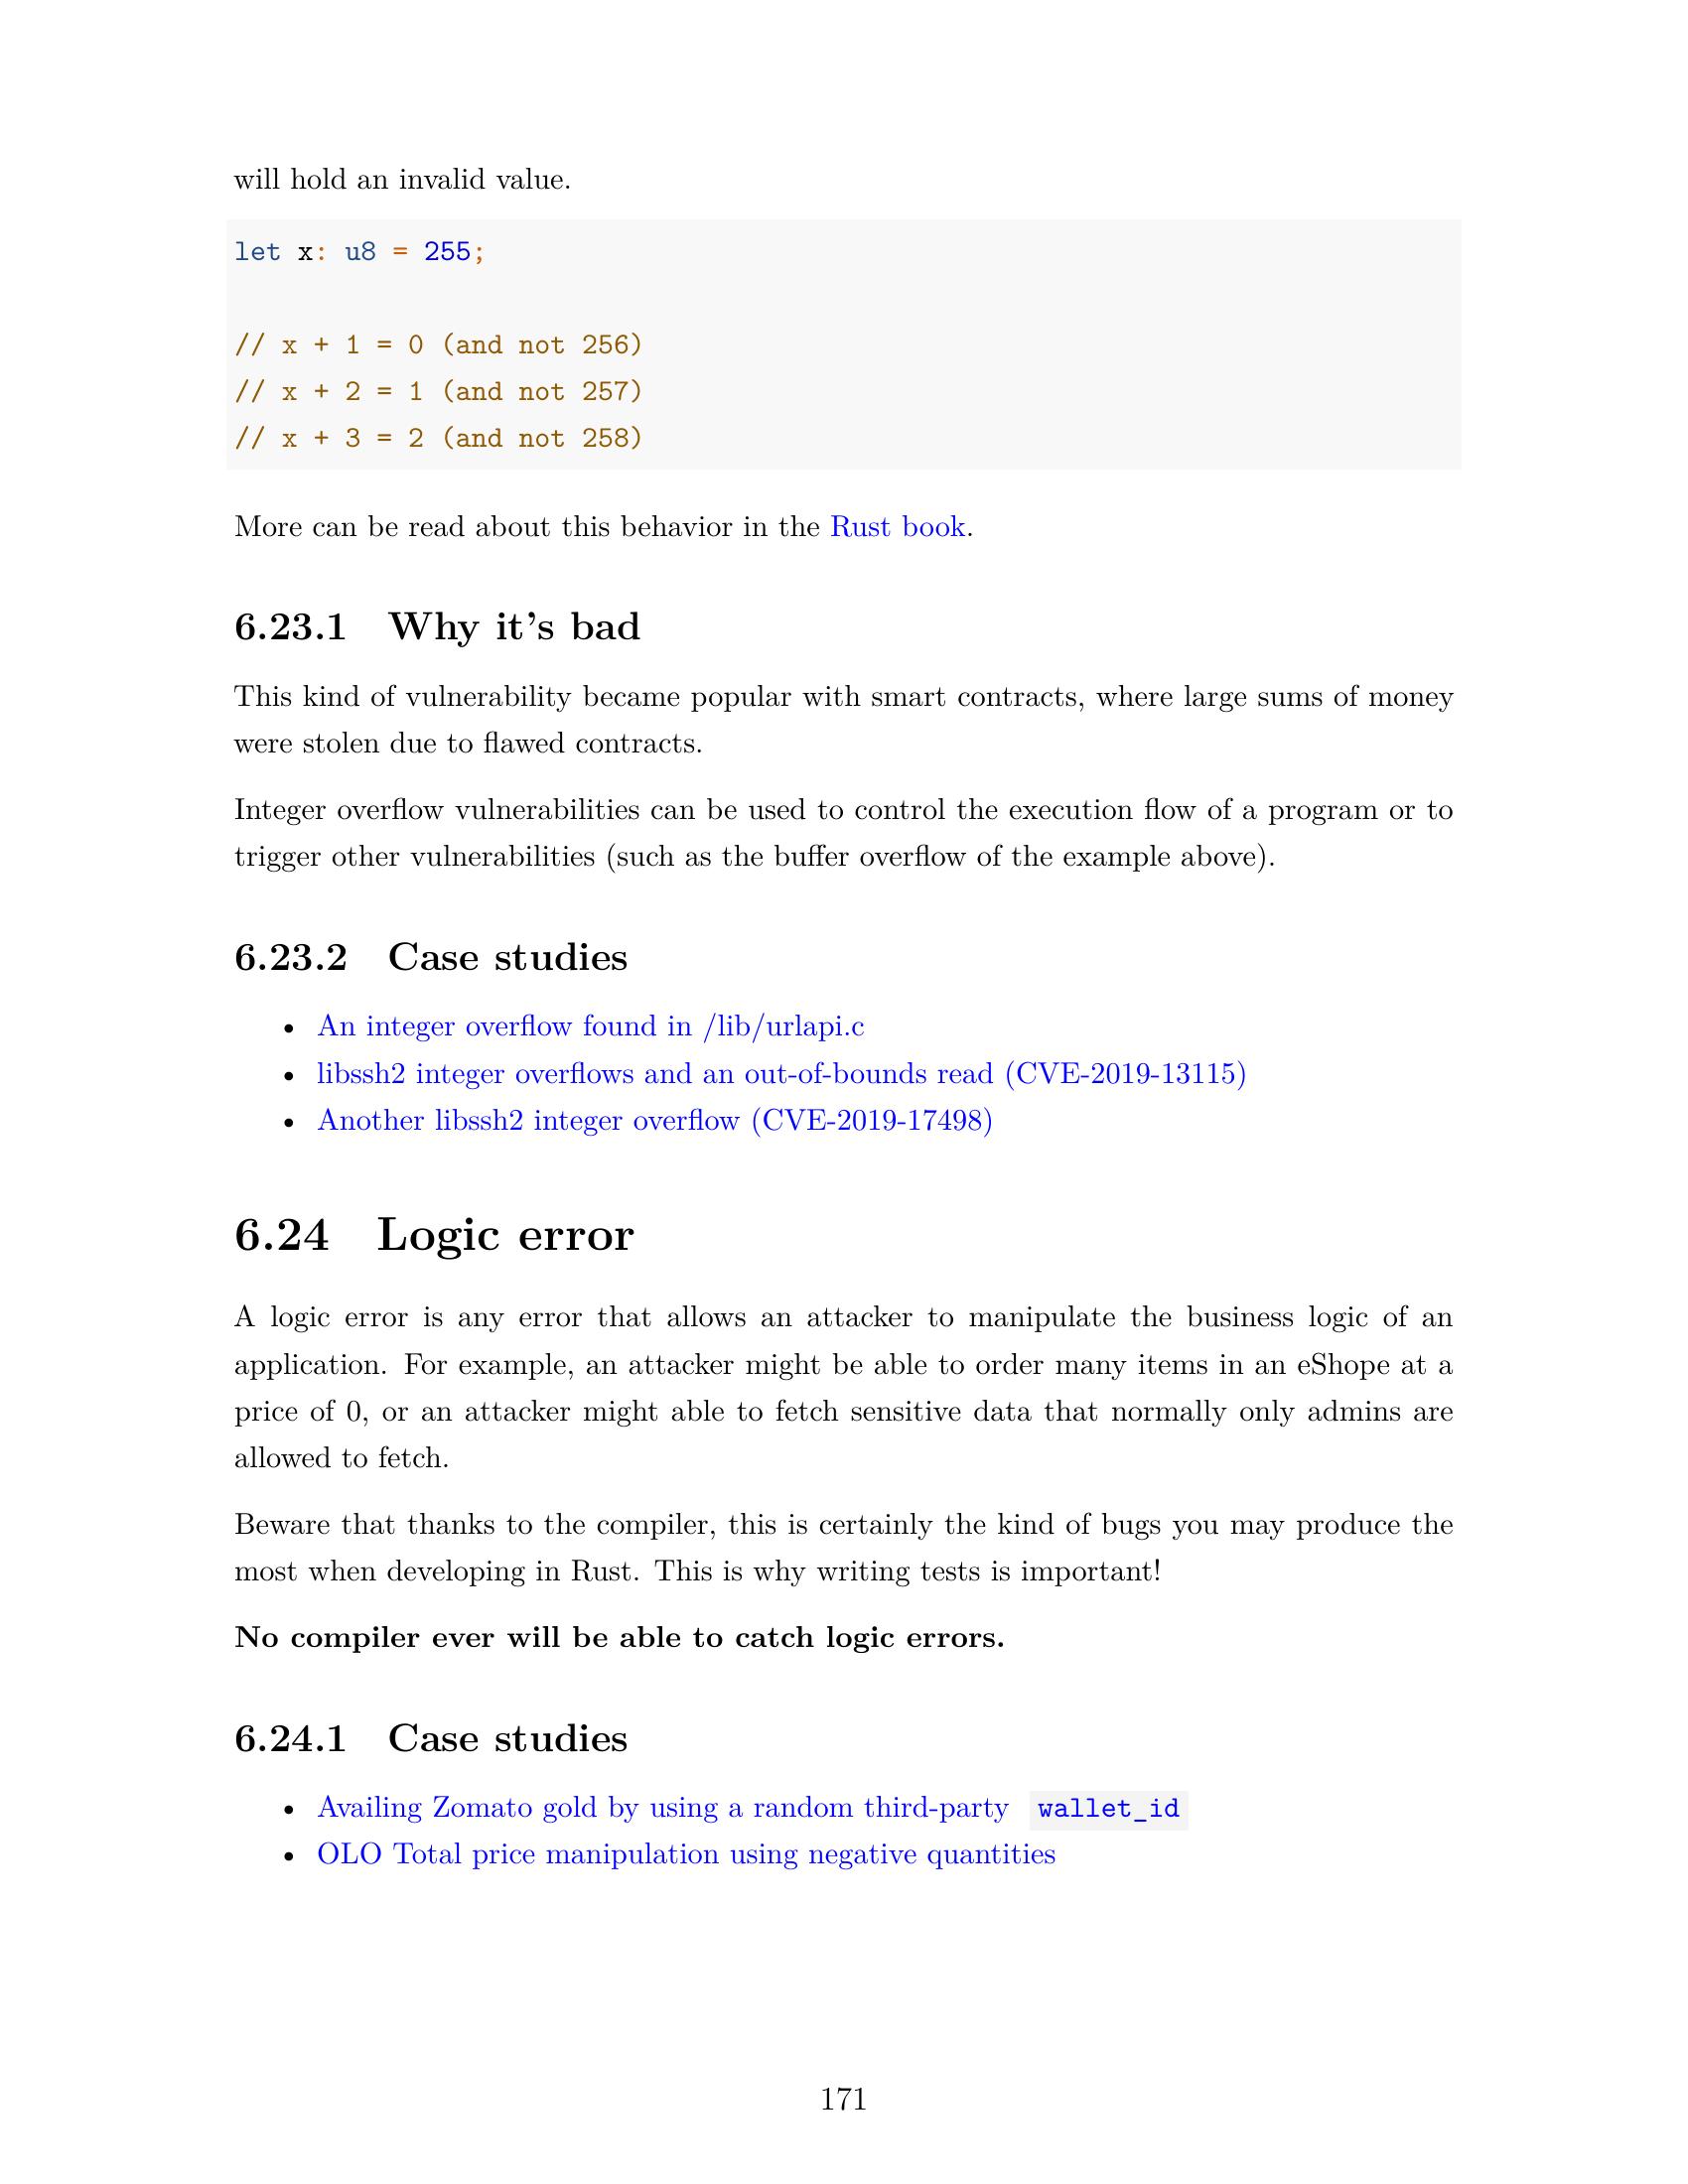 will hold an invalid value.
let x: u8 = 255;
// x + 1 = 0 (and not 256)
// x + 2 = 1 (and not 257)
// x + 3 = 2 (and not 258)
More can be read about this behavior in the Rust book.
6.23.1 Why it's bad
This kind of vulnerability became popular with smart contracts, where large sums of money
were stolen due to flawed contracts.
Integer overflow vulnerabilities can be used to control the execution flow of a program or to
trigger other vulnerabilities (such as the buffer overflow of the example above).
6.23.2 Case studies
• An integer overflow found in /lib/urlapi.c
• libssh2 integer overflows and an out-of-bounds read (CVE-2019-13115)
• Another libssh2 integer overflow (CVE-2019-17498)
6.24 Logic error
A logic error is any error that allows an attacker to manipulate the business logic of an
application. For example, an attacker might be able to order many items in an eShope at a
price of 0, or an attacker might able to fetch sensitive data that normally only admins are
allowed to fetch.
Beware that thanks to the compiler, this is certainly the kind of bugs you may produce the
most when developing in Rust. This is why writing tests is important!
No compiler ever will be able to catch logic errors.
6.24.1 Case studies
• Availing Zomato gold by using a random third-party wallet_id
• OLO Total price manipulation using negative quantities
171